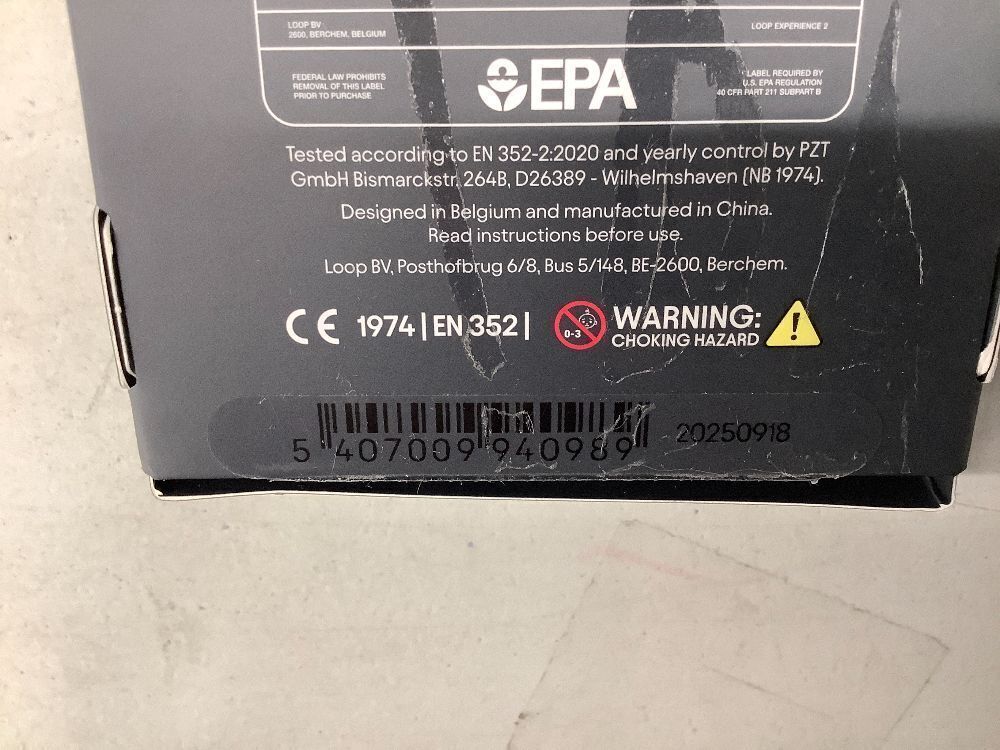 LOOP BV
2600, BERCHEM, BELGIUM
LOOP EXPERIENCE 2
FEDERAL LAW PROHIBITS
REMOVAL OF THIS LABEL
PRIOR TO PURCHASE
EPA
LABEL REQUIRED BY
U.S. EPA REGULATION
40 CFR PART 211 SUBPART B
Tested according to EN 352-2:2020 and yearly control by PZT
GmbH Bismarckstr. 264B, D26389 - Wilhelmshaven (NB 1974).
Designed in Belgium and manufactured in China.
Read instructions before use.
Loop BV, Posthofbrug 6/8, Bus 5/148, BE-2600, Berchem.
CE 1974 | EN 352 |
0-3
WARNING:
CHOKING HAZARD
5 407009 940989
20250918